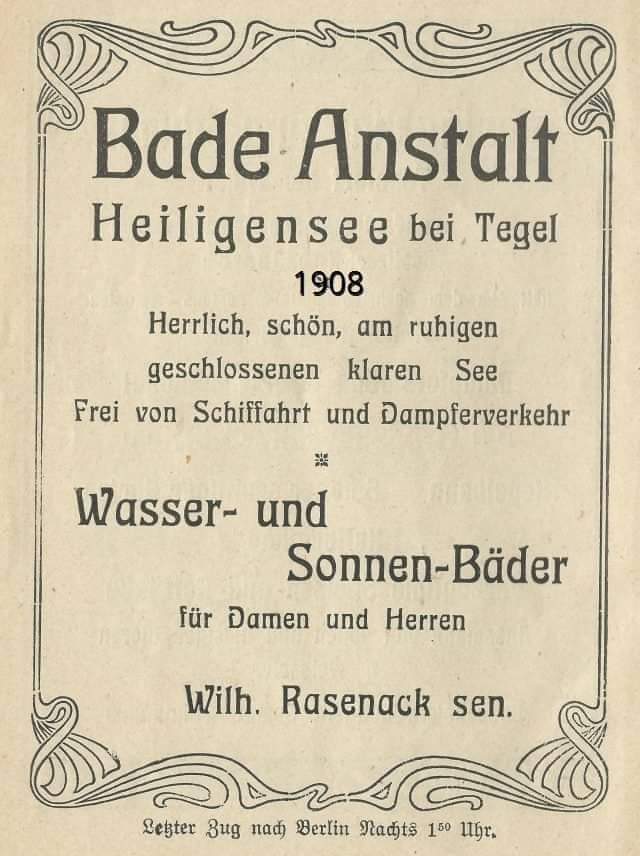 Bade Anstalt
Heiligensee bei Tegel
1908
Herrlich, schön, am ruhigen
geschlossenen klaren See
Frei von Schiffahrt und Dampferverkehr
Wasser- und
Sonnen-Bäder
für Damen und Herren
Wilh. Rasenack sen.
Letzter Zug nach Berlin Nachts 1⁵⁰ Uhr.